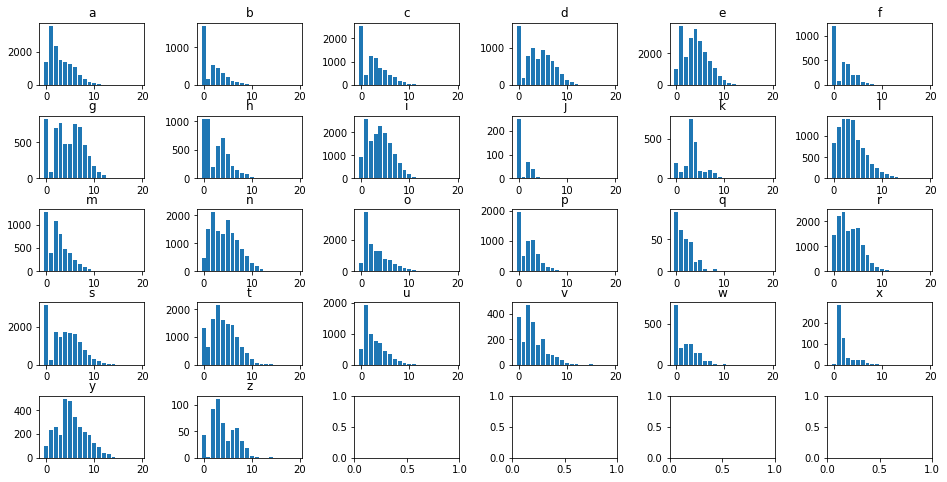 a b c d e f
2000 1000 2000 1000 2000 1000
0 0 0 0 0 0
0 10 20 0 10 20 0 10 20 0 10 20 0 10 20 0 10 20
g h i j k l
500 1000 2000 200 500 1000
0 500 1000 100 0 500
0 0 0 0
0 10 20 0 10 20 0 10 20 0 10 20 0 10 20 0 10 20
m n o p q r
1000 2000 2000 2000 50 2000
500 1000 0 1000 0 1000
0 0 0 0
0 10 20 0 10 20 0 10 20 0 10 20 0 10 20 0 10 20
s t u v w x
2000 2000 2000 400 500 200
0 1000 1000 200 0 100
0 0 0 0
0 10 20 0 10 20 0 10 20 0 10 20 0 10 20 0 10 20
y z
400 100 1.0 1.0 1.0 1.0
200 50 0.5 0.5 0.5 0.5
0 0 0.0 0.0 0.0 0.0
0 10 20 0 10 20 0.0 0.5 1.0 0.0 0.5 1.0 0.0 0.5 1.0 0.0 0.5 1.0